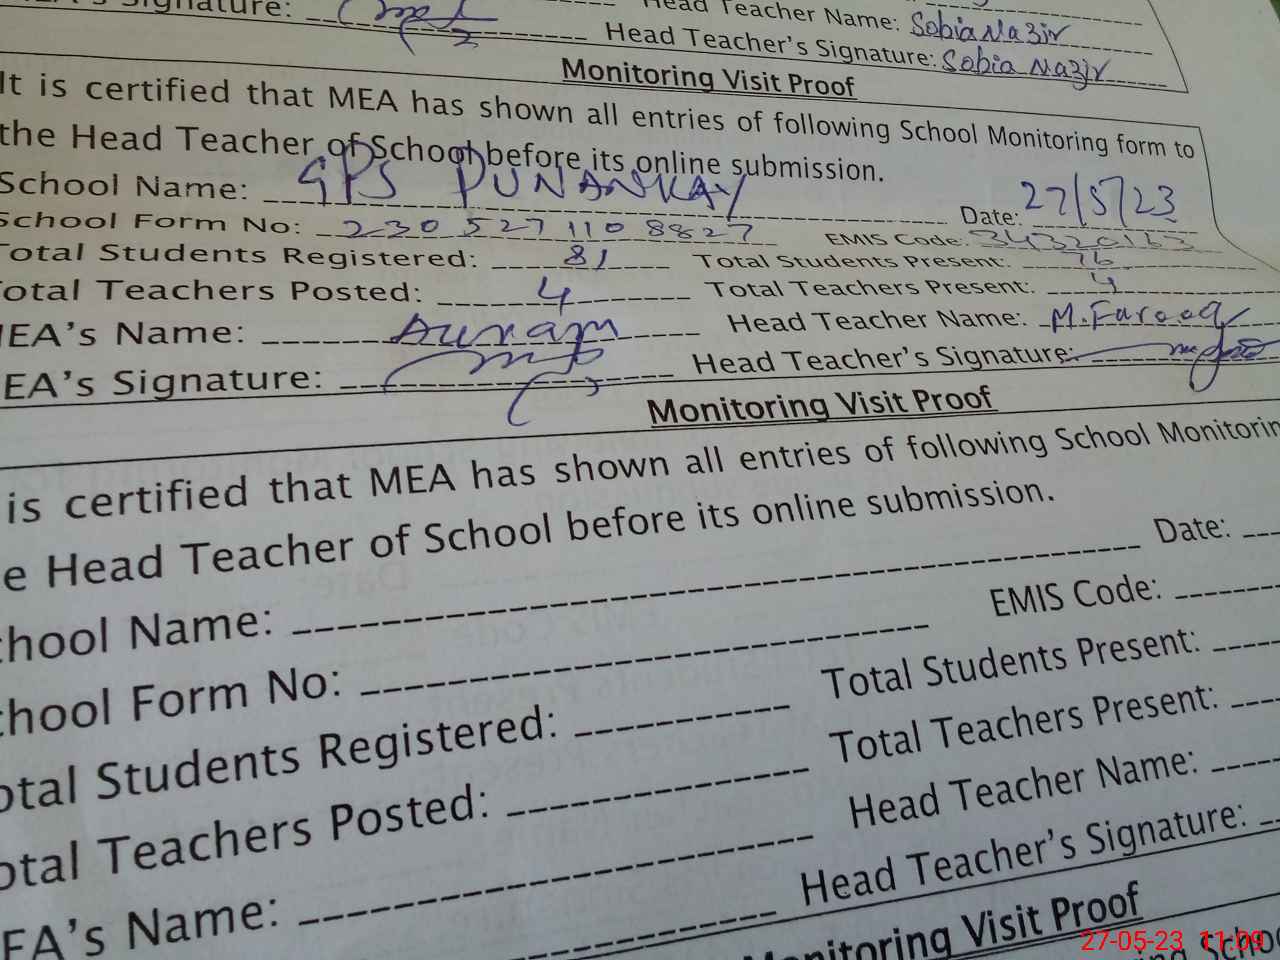 EA's Signature:
Head Teacher Name: Sobia Nazir
Head Teacher's Signature: Sobia Nazir
Monitoring Visit Proof
It is certified that MEA has shown all entries of following School Monitoring form to
the Head Teacher of School before its online submission.
School Name: GPS PUNANKAY Date: 27/5/23
School Form No: 230527110 8827 EMIS Code: 34320133
Total Students Registered: 81 Total Students Present: 76
Total Teachers Posted: 4 Total Teachers Present: 4
MEA's Name: Head Teacher Name: M. Farooq
EA's Signature: Head Teacher's Signature:
Monitoring Visit Proof
is certified that MEA has shown all entries of following School Monitorin
e Head Teacher of School before its online submission.
chool Name: Date:
chool Form No: EMIS Code:
otal Students Registered: Total Students Present:
otal Teachers Posted: Total Teachers Present:
EA's Name: Head Teacher Name:
Head Teacher's Signature:
Monitoring Visit Proof
27-05-23 11:09